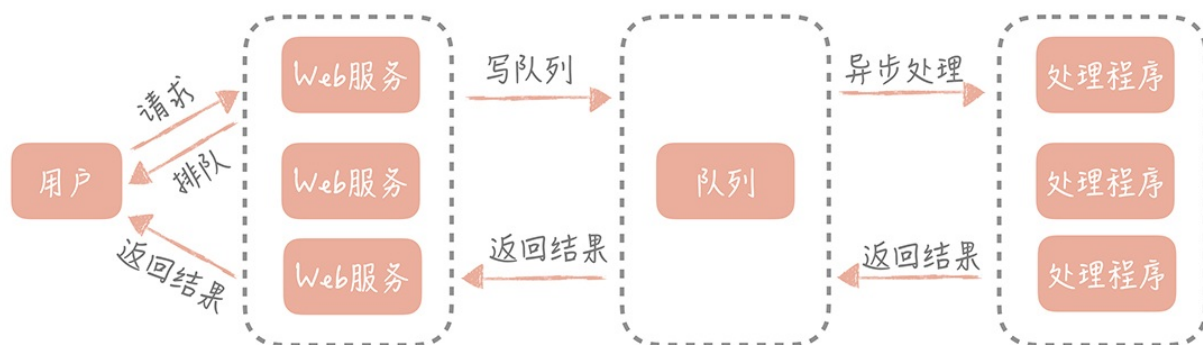 用户
请求
排队
返回结果
Web服务
Web服务
Web服务
写队列
返回结果
队列
异步处理
返回结果
处理程序
处理程序
处理程序